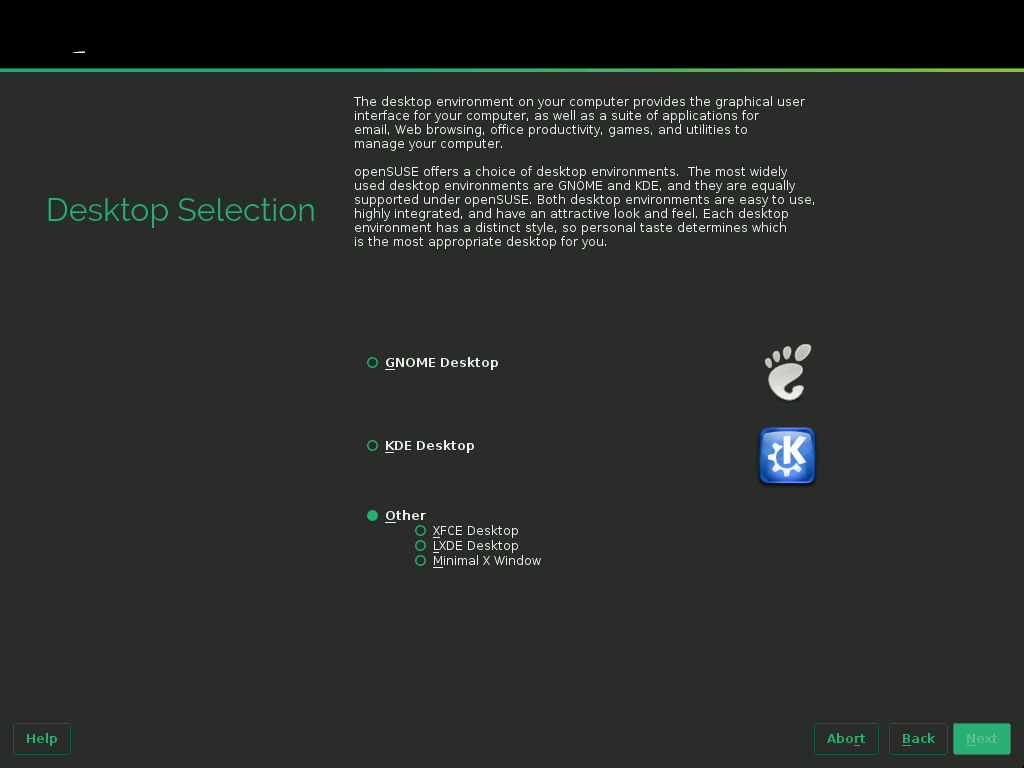 The desktop environment on your computer provides the graphical user
interface for your computer, as well as a suite of applications for
email, Web browsing, office productivity, games, and utilities to
manage your computer.
openSUSE offers a choice of desktop environments.  The most widely
used desktop environments are GNOME and KDE, and they are equally
supported under openSUSE. Both desktop environments are easy to use,
highly integrated, and have an attractive look and feel. Each desktop
environment has a distinct style, so personal taste determines which
is the most appropriate desktop for you.
Desktop Selection
GNOME Desktop
KDE Desktop
Other
XFCE Desktop
LXDE Desktop
Minimal X Window
Help
Abort
Back
Next